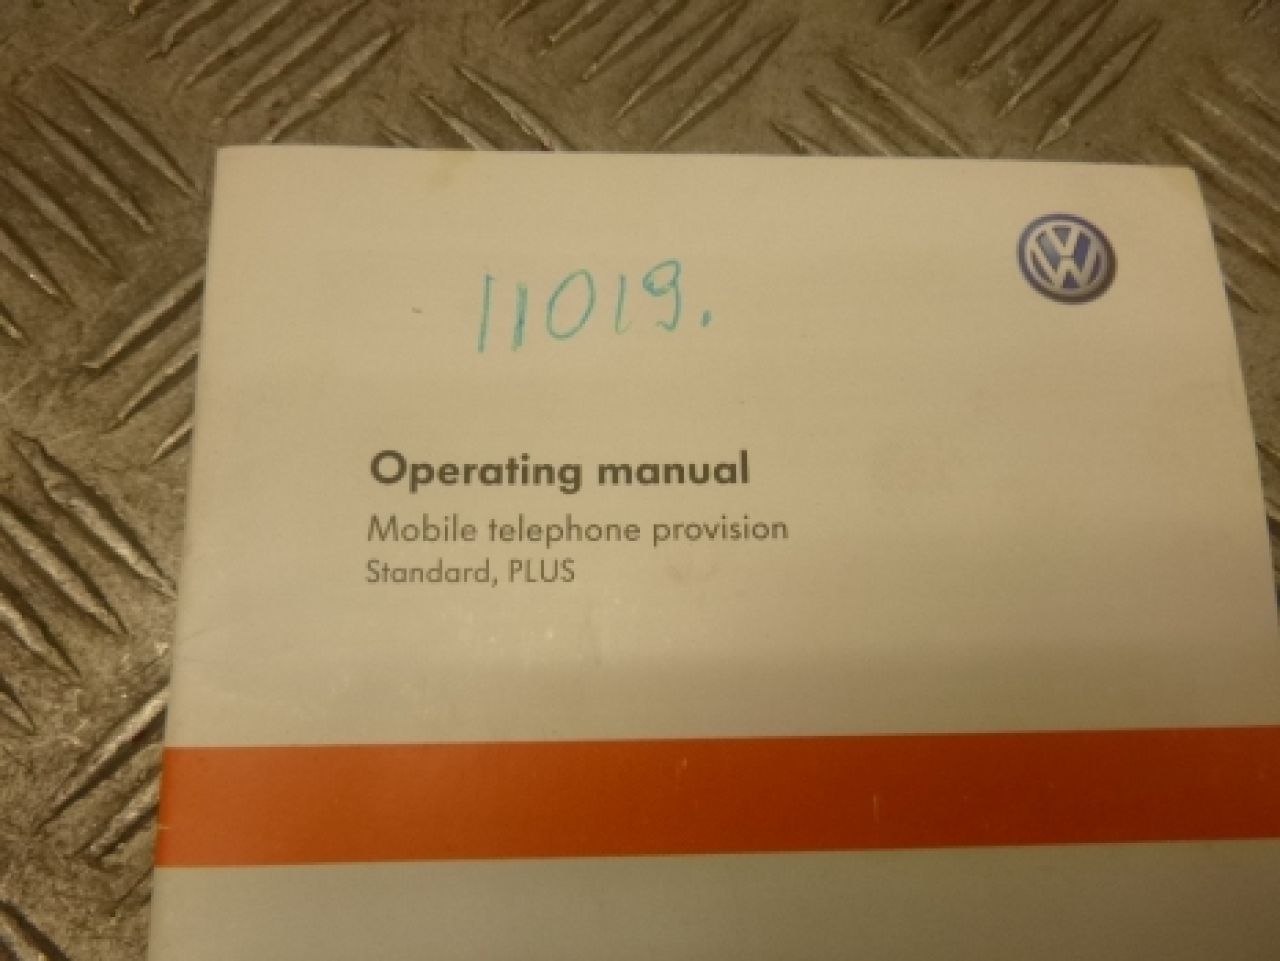 11019.
Operating manual
Mobile telephone provision
Standard, PLUS